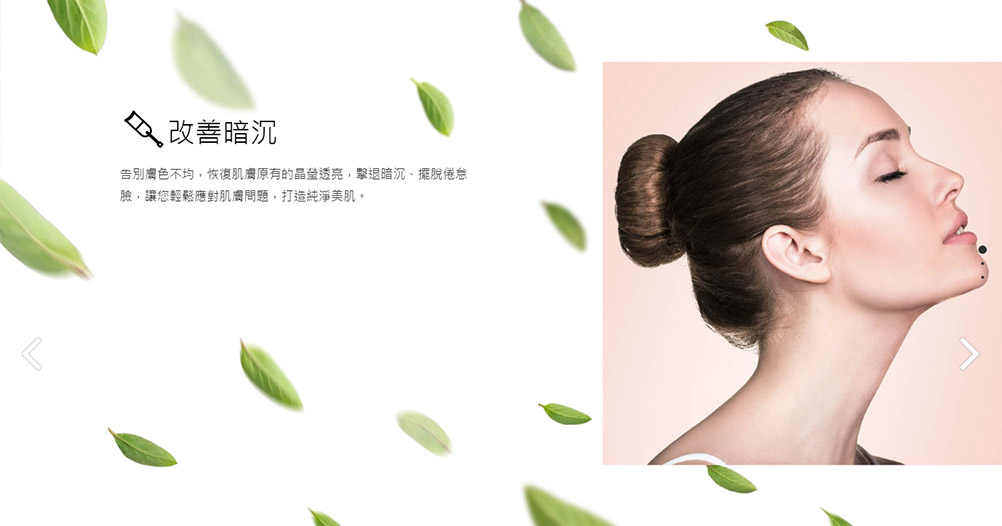 改善暗沉
告別膚色不均，恢復肌膚原有的晶瑩透亮，擊退暗沉、擺脫倦怠
臉，讓您輕鬆應對肌膚問題，打造純淨美肌。